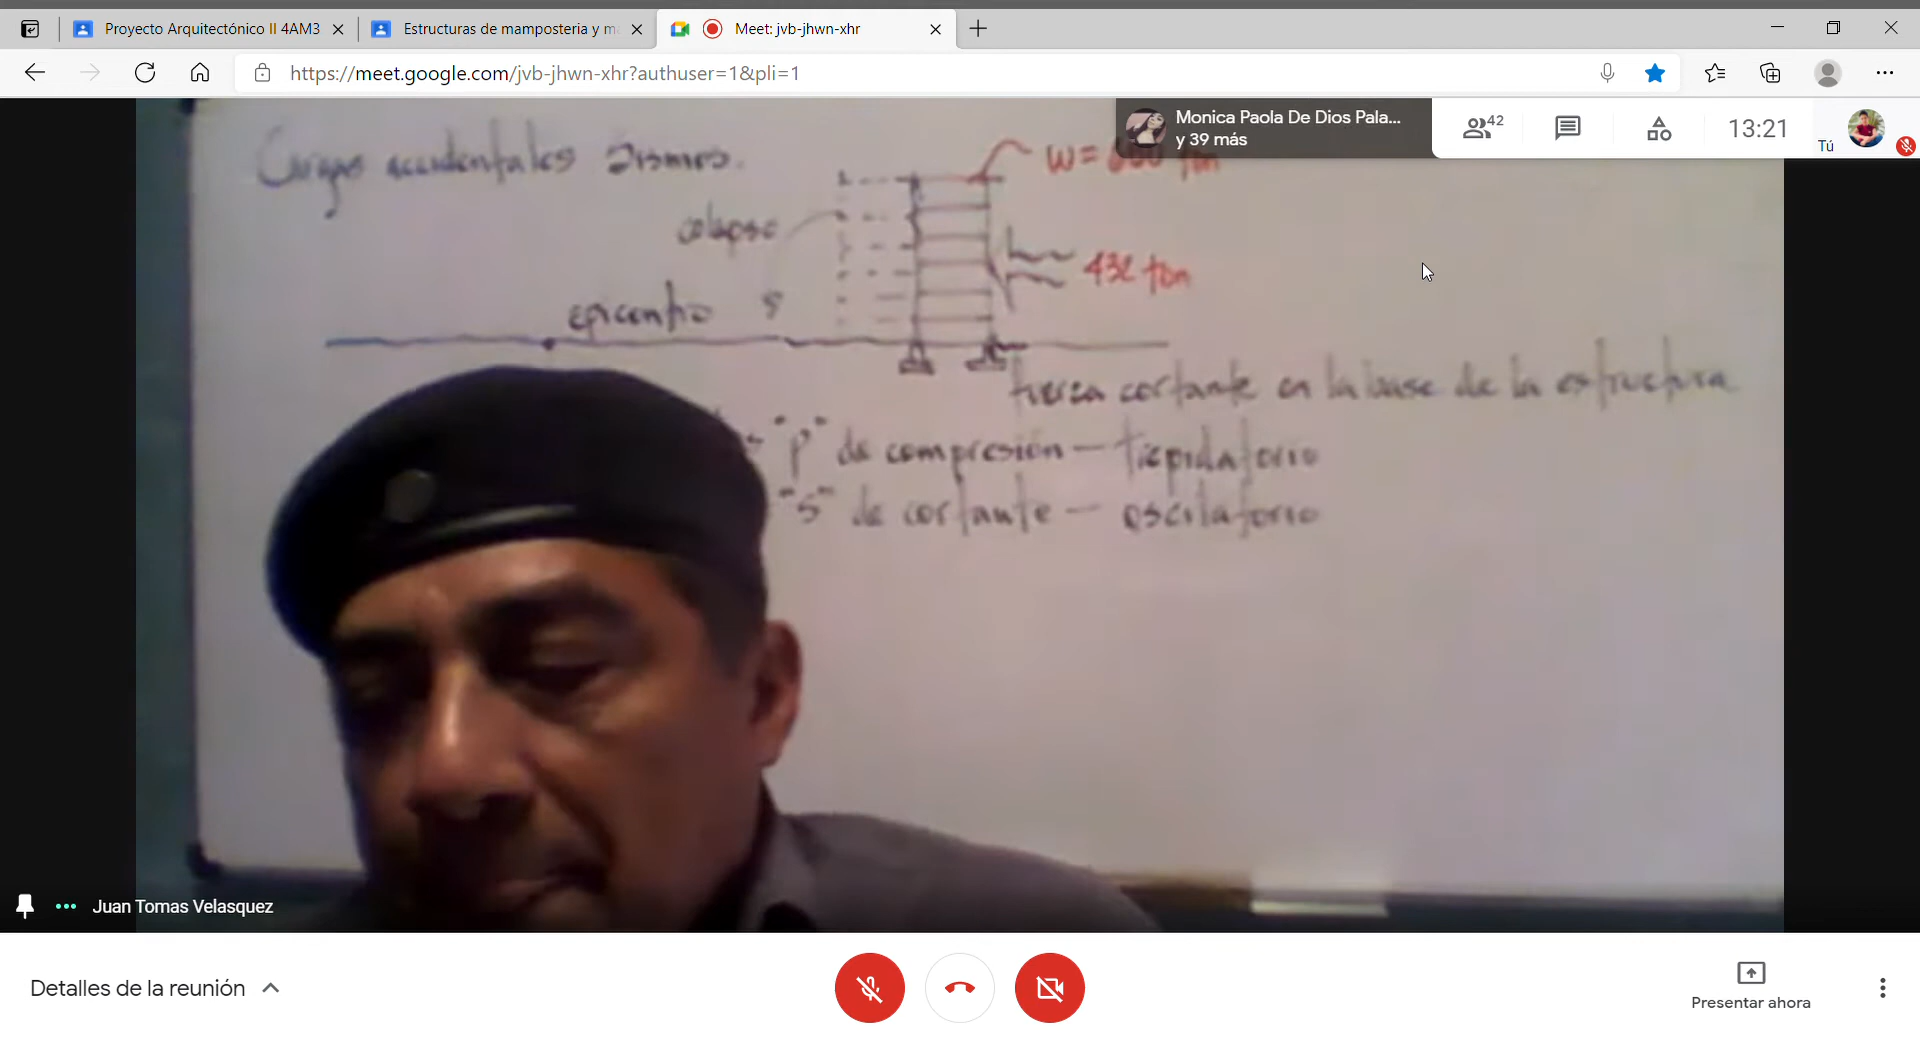 Proyecto Arquitectónico II 4AM3
Estructuras de mamposteria y m
Meet: jvb-jhwn-xhr
https://meet.google.com/jvb-jhwn-xhr?authuser=1&pli=1
Monica Paola De Dios Pala...
y 39 más
42
13:21
Tú
Cargas accidentales sismos.
W = 600 ton
colapso
432 ton
epicentro
fuerza cortante en la base de la estructura
"p" de compresión - trepidatorio
"s" de cortante - oscilatorio
Juan Tomas Velasquez
Detalles de la reunión
Presentar ahora